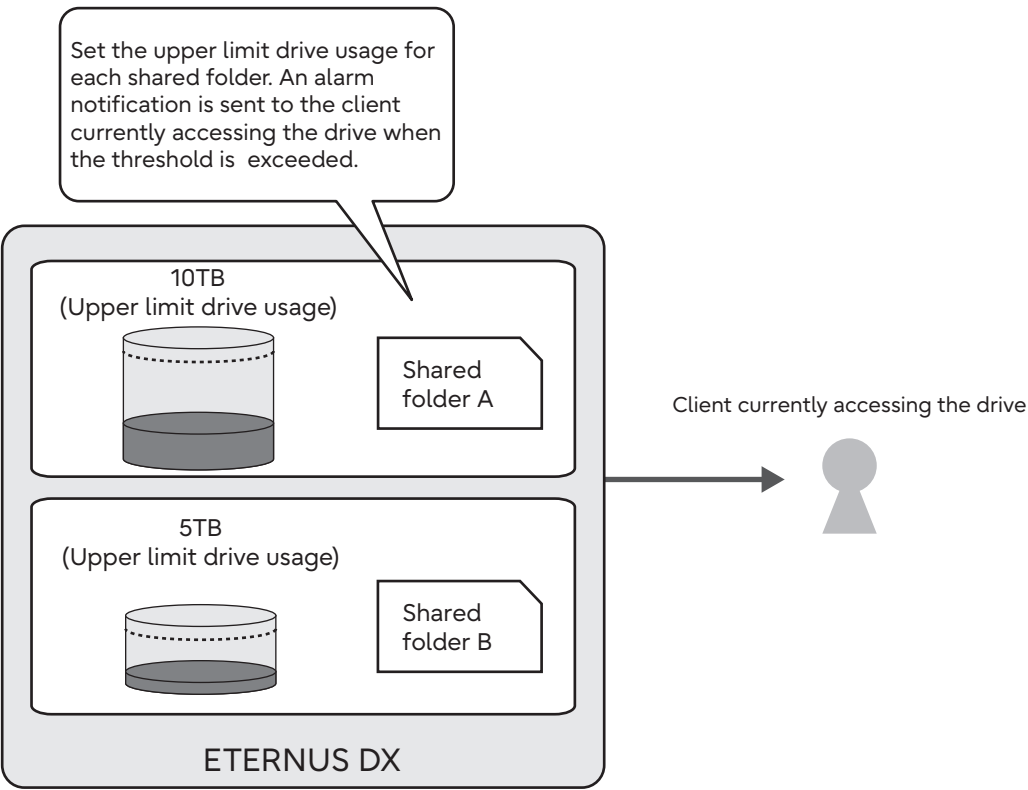 Set the upper limit drive usage for
each shared folder. An alarm
notification is sent to the client
currently accessing the drive when
the threshold is  exceeded.
10TB
(Upper limit drive usage)
Shared
folder A
Client currently accessing the drive
5TB
(Upper limit drive usage)
Shared
folder B
ETERNUS DX